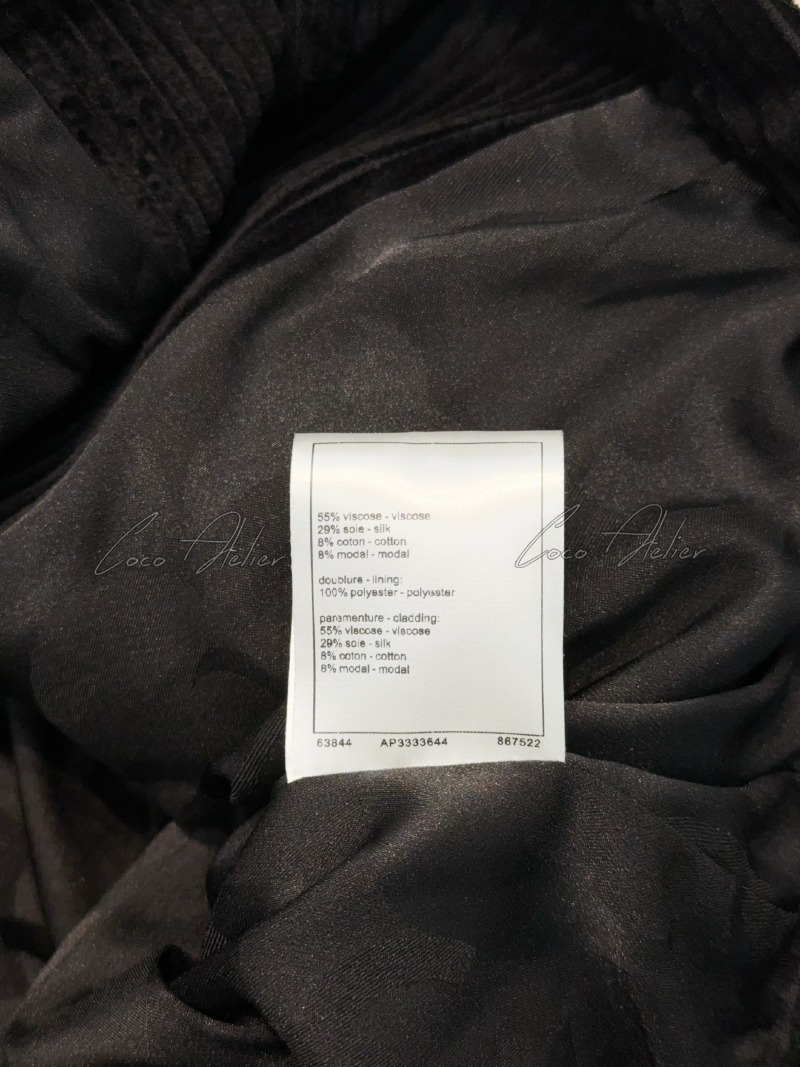 55% viscose - viscose
29% soie - silk
8% coton - cotton
8% modal - modal
doublure - lining:
100% polyester - polyester
parementure - cladding:
55% viscose - viscose
29% soie - silk
8% coton - cotton
8% modal - modal
63844 AP3333644 867522
Coco Atelier
Coco Atelier